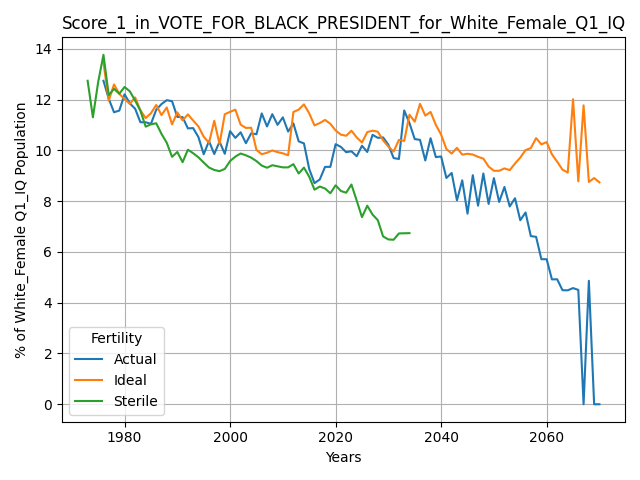 Score_1_in_VOTE_FOR_BLACK_PRESIDENT_for_White_Female_Q1_IQ
% of White_Female Q1_IQ Population
14
12
10
8
6
4
2
0
Fertility
Actual
Ideal
Sterile
1980
2000
2020
2040
2060
Years